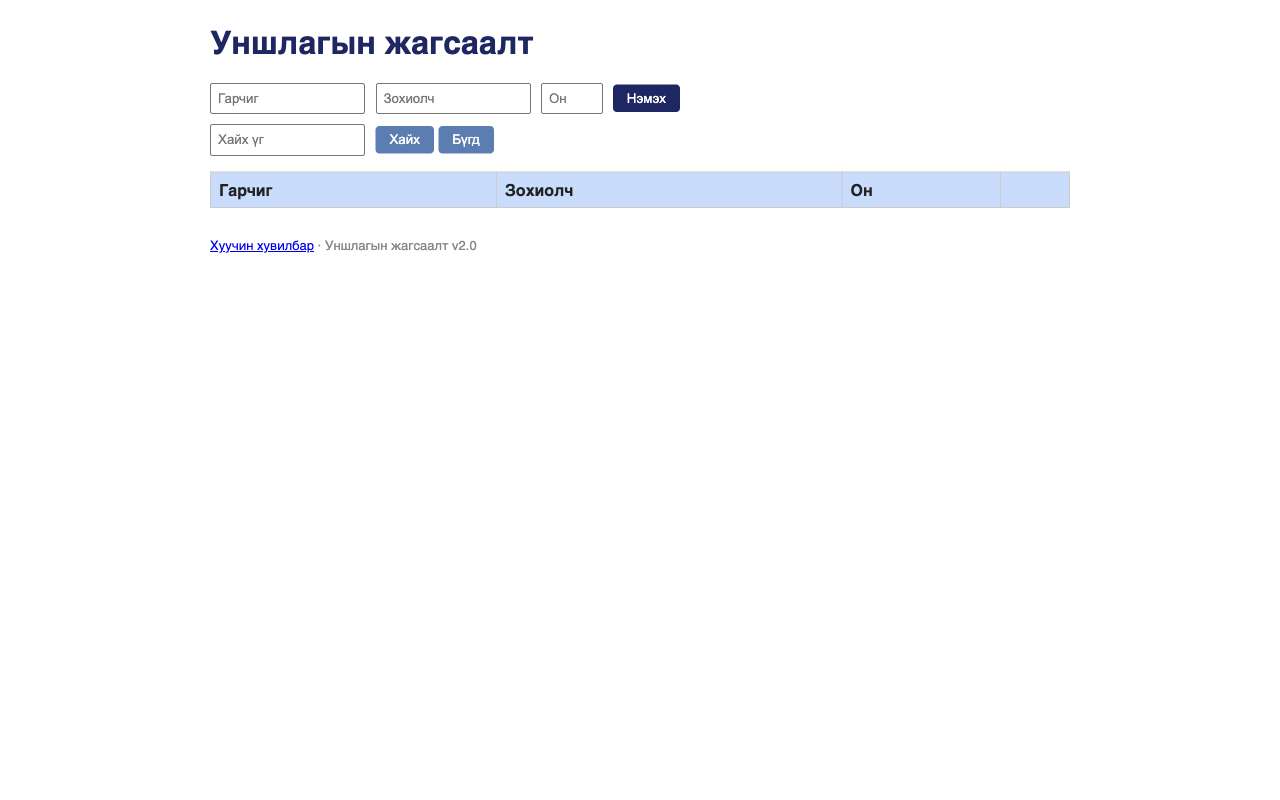 Уншлагын жагсаалт
Гарчиг Зохиолч Он Нэмэх
Хайх үг Хайх Бүгд
Гарчиг Зохиолч Он
Хуучин хувилбар · Уншлагын жагсаалт v2.0